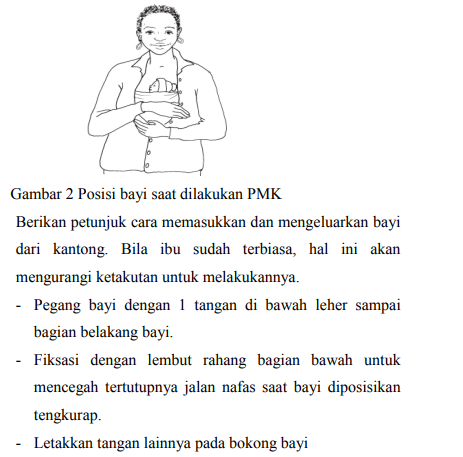 Gambar 2 Posisi bayi saat dilakukan PMK
Berikan petunjuk cara memasukkan dan mengeluarkan bayi
dari kantong. Bila ibu sudah terbiasa, hal ini akan
mengurangi ketakutan untuk melakukannya.
- Pegang bayi dengan 1 tangan di bawah leher sampai
bagian belakang bayi.
- Fiksasi dengan lembut rahang bagian bawah untuk
mencegah tertutupnya jalan nafas saat bayi diposisikan
tengkurap.
- Letakkan tangan lainnya pada bokong bayi